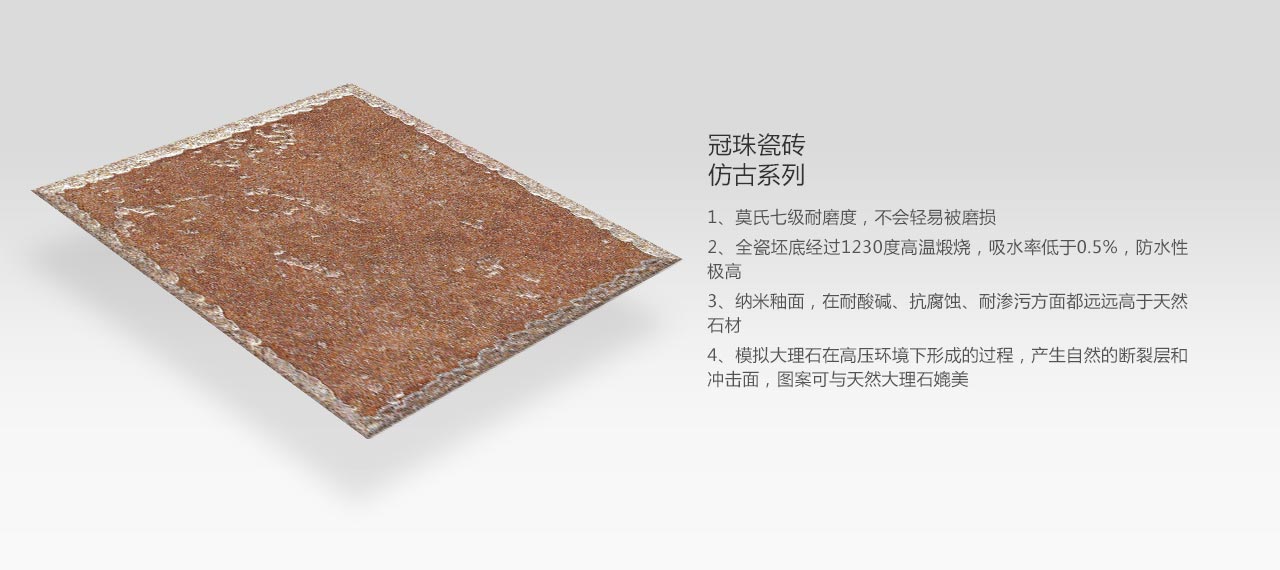 冠珠瓷砖
仿古系列
1、莫氏七级耐磨度，不会轻易被磨损
2、全瓷坯底经过1230度高温煅烧，吸水率低于0.5%，防水性
极高
3、纳米釉面，在耐酸碱、抗腐蚀、耐渗污方面都远远高于天然
石材
4、模拟大理石在高压环境下形成的过程，产生自然的断裂层和
冲击面，图案可与天然大理石媲美